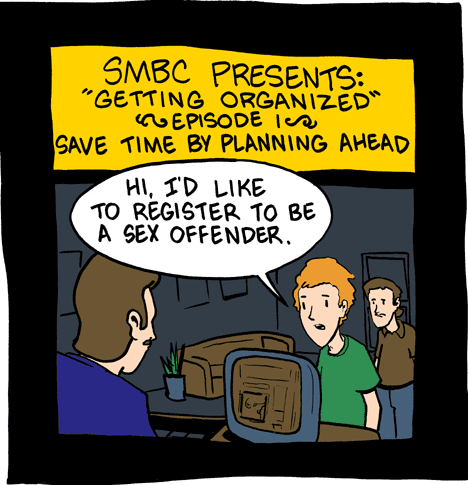 SMBC PRESENTS:
"GETTING ORGANIZED"
EPISODE 1
SAVE TIME BY PLANNING AHEAD
HI, I'D LIKE
TO REGISTER TO BE
A SEX OFFENDER.